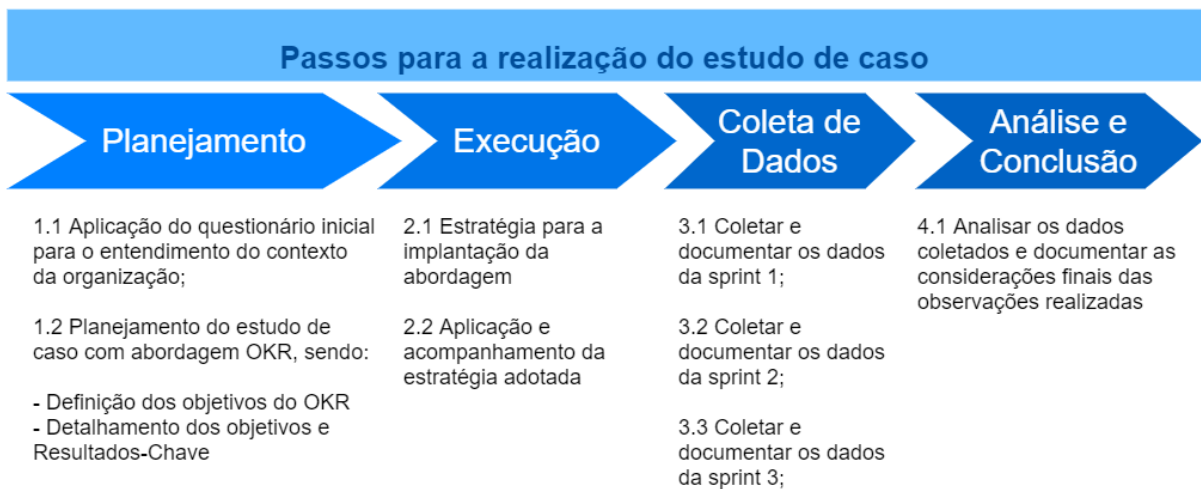 Passos para a realização do estudo de caso
Planejamento
1.1 Aplicação do questionário inicial
para o entendimento do contexto
da organização;
1.2 Planejamento do estudo de
caso com abordagem OKR, sendo:
- Definição dos objetivos do OKR
- Detalhamento dos objetivos e
Resultados-Chave
Execução
2.1 Estratégia para a
implantação da
abordagem
2.2 Aplicação e
acompanhamento da
estratégia adotada
Coleta de
Dados
3.1 Coletar e
documentar os dados
da sprint 1;
3.2 Coletar e
documentar os dados
da sprint 2;
3.3 Coletar e
documentar os dados
da sprint 3;
Análise e
Conclusão
4.1 Analisar os dados
coletados e documentar as
considerações finais das
observações realizadas